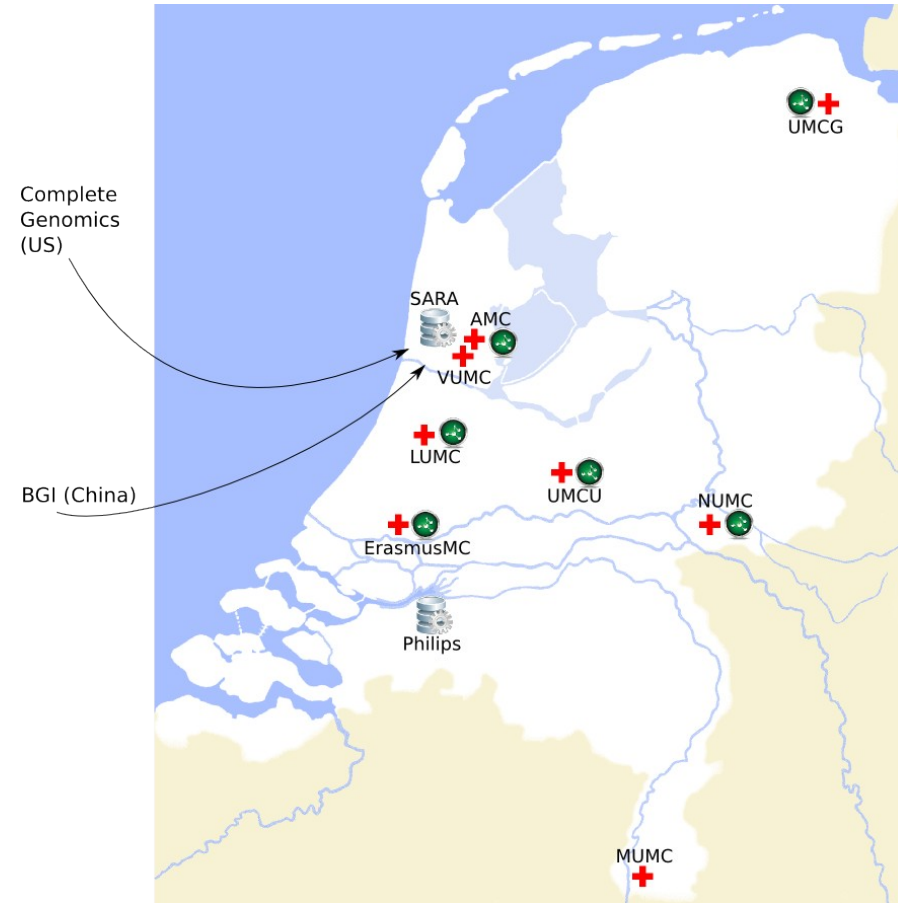 UMCG
Complete
Genomics
(US)
SARA
AMC
VUMC
LUMC
UMCU
BGI (China)
NUMC
ErasmusMC
Philips
MUMC